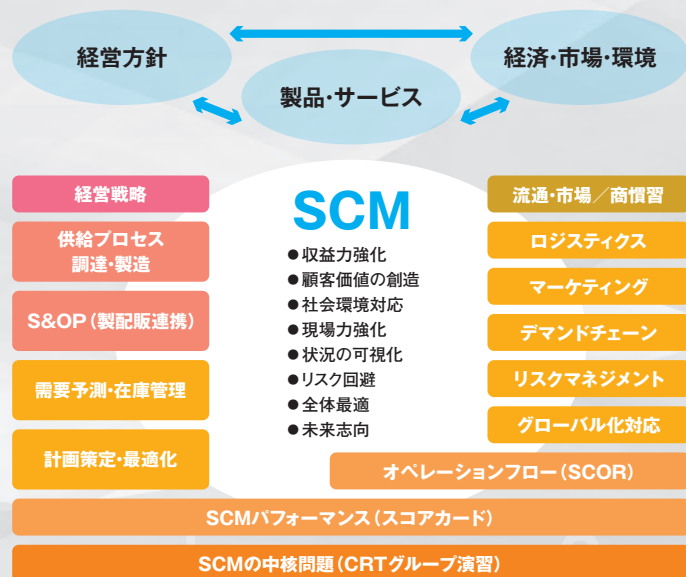 経営方針
経済・市場・環境
製品・サービス
経営戦略
供給プロセス
調達・製造
S&OP（製配販連携）
需要予測・在庫管理
計画策定・最適化
SCM
●収益力強化
●顧客価値の創造
●社会環境対応
●現場力強化
●状況の可視化
●リスク回避
●全体最適
●未来志向
流通・市場／商慣習
ロジスティクス
マーケティング
デマンドチェーン
リスクマネジメント
グローバル化対応
オペレーションフロー（SCOR）
SCMパフォーマンス（スコアカード）
SCMの中核問題（CRTグループ演習）